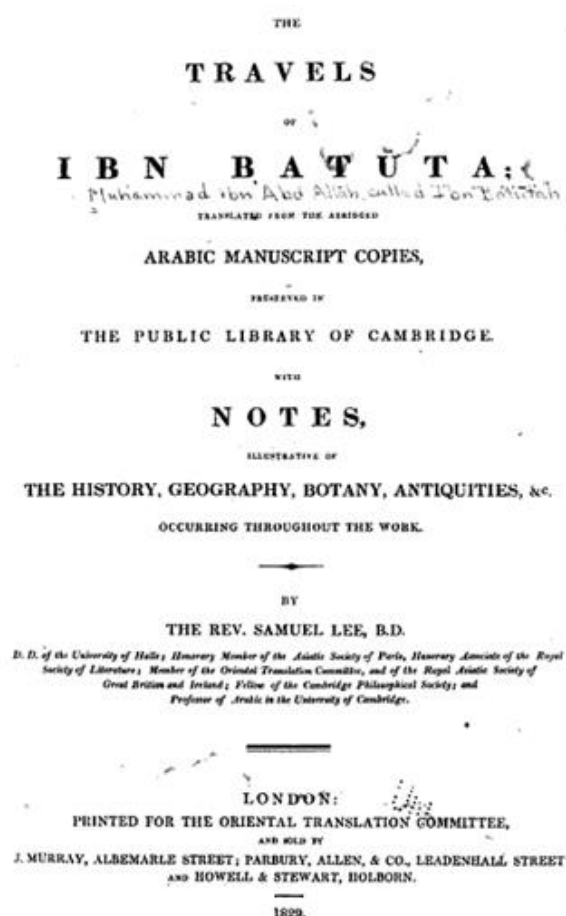 THE
TRAVELS
OF
IBN BATŪTA;
Muhammad ibn Abd Allāh, called Ibn Batutah
TRANSLATED FROM THE ABRIDGED
ARABIC MANUSCRIPT COPIES,
PRESERVED IN
THE PUBLIC LIBRARY OF CAMBRIDGE.
WITH
NOTES,
ILLUSTRATIVE OF
THE HISTORY, GEOGRAPHY, BOTANY, ANTIQUITIES, &c.
OCCURRING THROUGHOUT THE WORK.
BY
THE REV. SAMUEL LEE, B.D.
D. D. of the University of Halle; Honorary Member of the Asiatic Society of Paris, Honorary Associate of the Royal
Society of Literature; Member of the Oriental Translation Committee, and of the Royal Asiatic Society of
Great Britian and Ireland; Fellow of the Cambridge Philosophical Society; and
Professor of Arabic in the University of Cambridge.
LONDON:
PRINTED FOR THE ORIENTAL TRANSLATION COMMITTEE,
AND SOLD BY
J. MURRAY, ALBEMARLE STREET; PARBURY, ALLEN, & CO., LEADENHALL STREET
AND HOWELL & STEWART, HOLBORN.
1829.